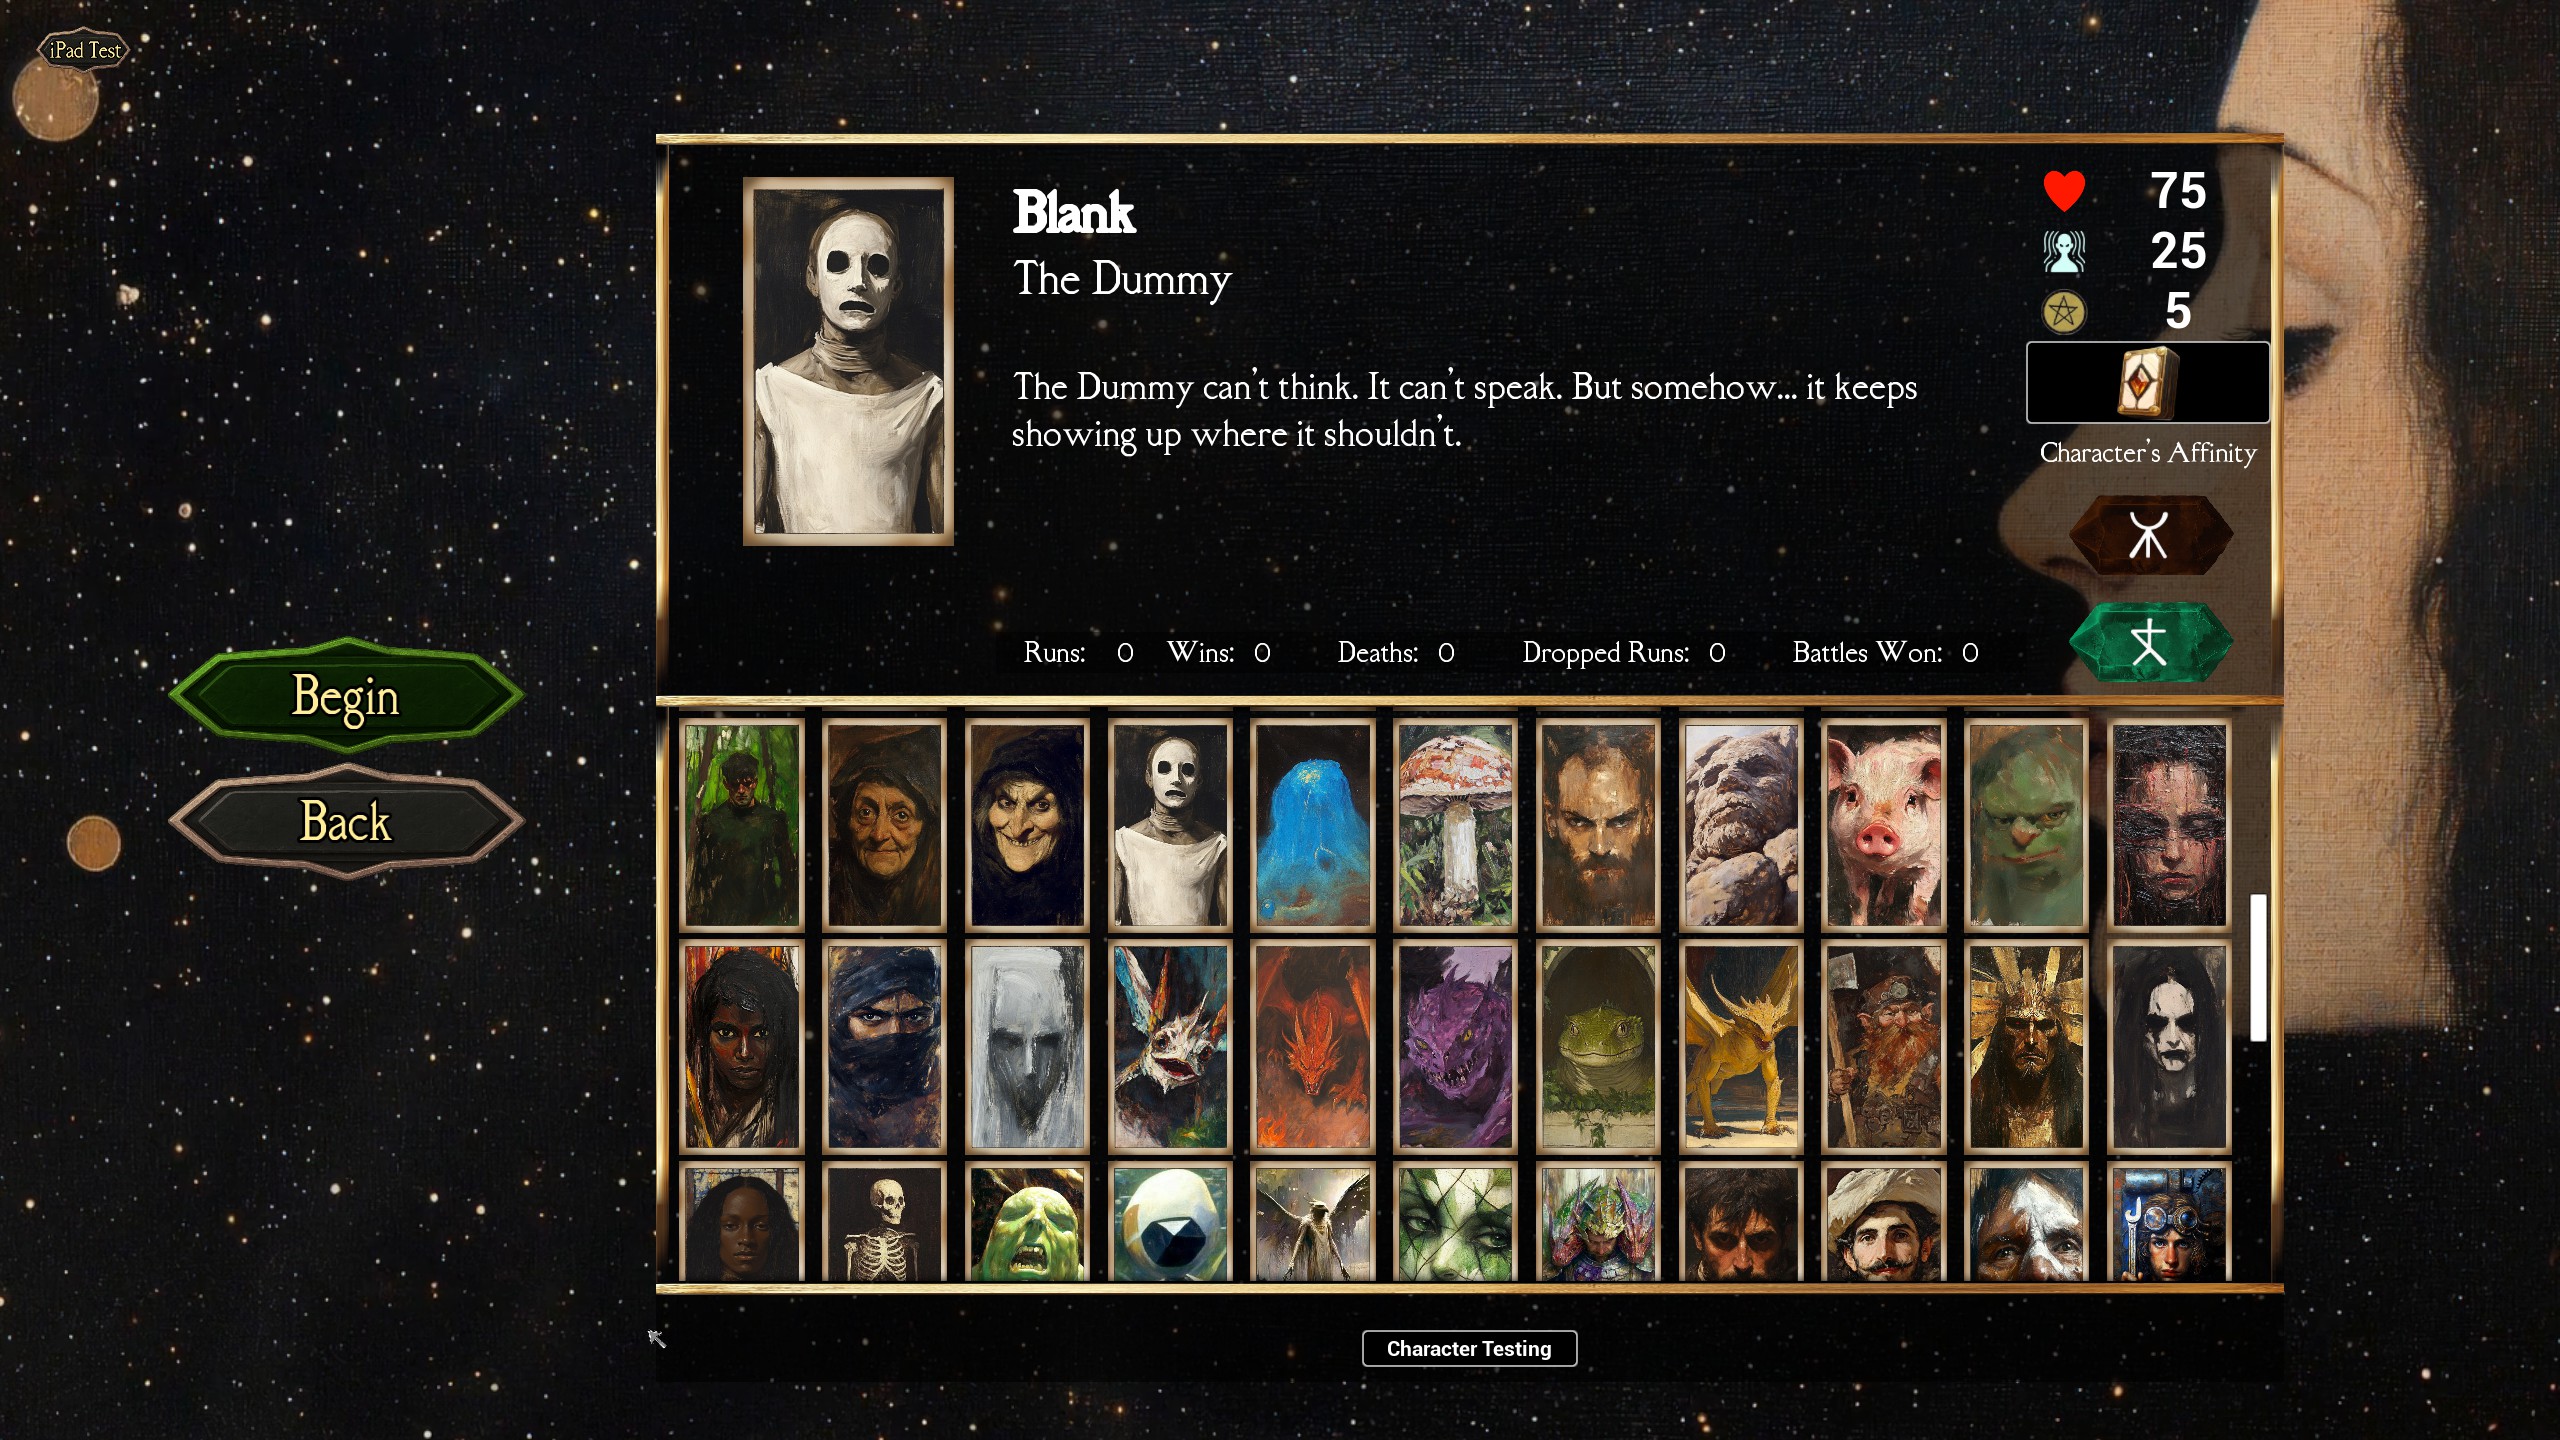 iPad Test
Blank
The Dummy
The Dummy can't think. It can't speak. But somehow... it keeps
showing up where it shouldn't.
75
25
5
Character's Affinity
Runs: 0 Wins: 0 Deaths: 0 Dropped Runs: 0 Battles Won: 0
Begin
Back
Character Testing